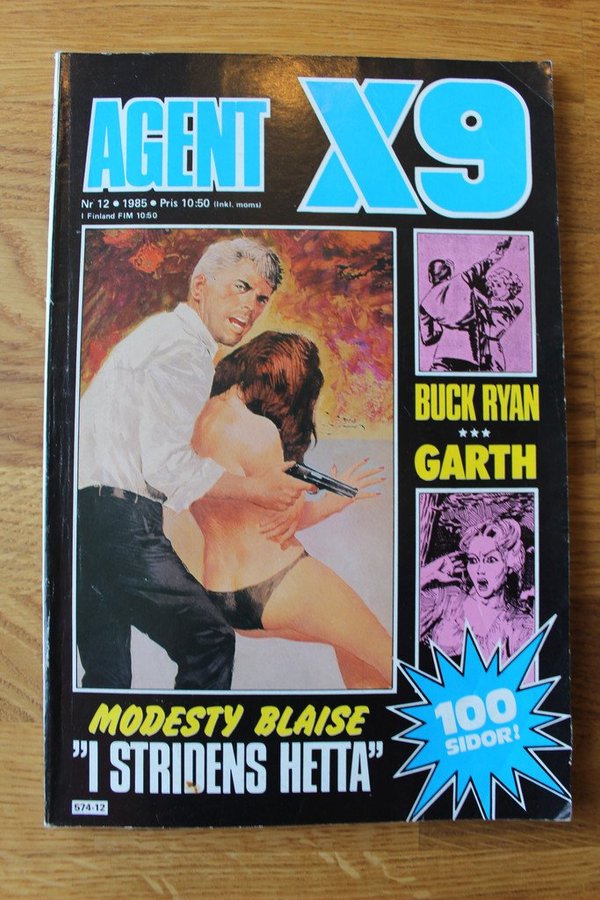 AGENT X9
Nr 12 • 1985 • Pris 10:50 (Inkl. moms)
I Finland FIM 10:50
BUCK RYAN
***
GARTH
MODESTY BLAISE
"I STRIDENS HETTA"
100
SIDOR!
574-12